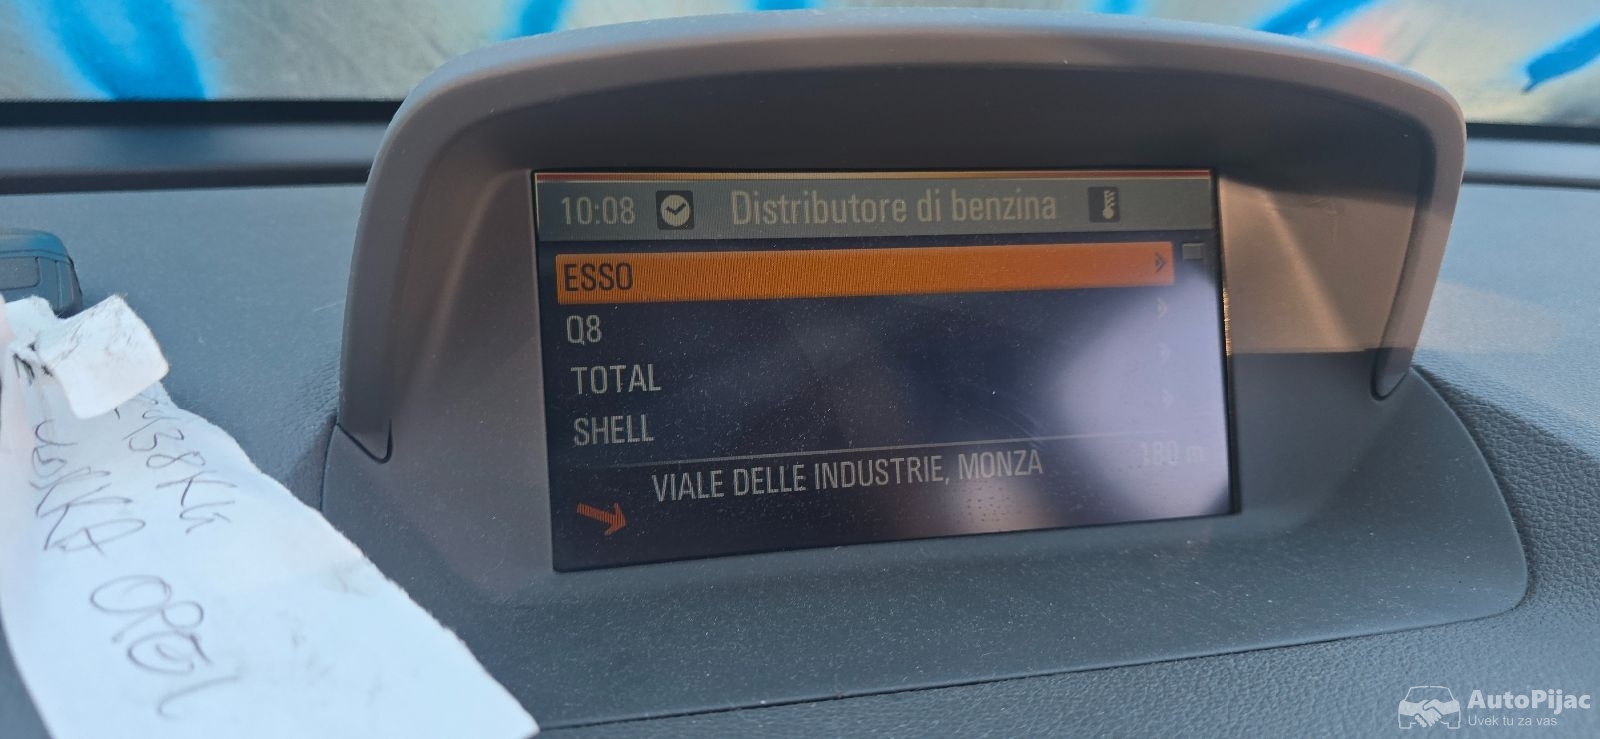 10:08 Distributore di benzina
ESSO
Q8
TOTAL
SHELL
VIALE DELLE INDUSTRIE, MONZA 180 m
OPEL
AutoPijac
Uvek tu za vas